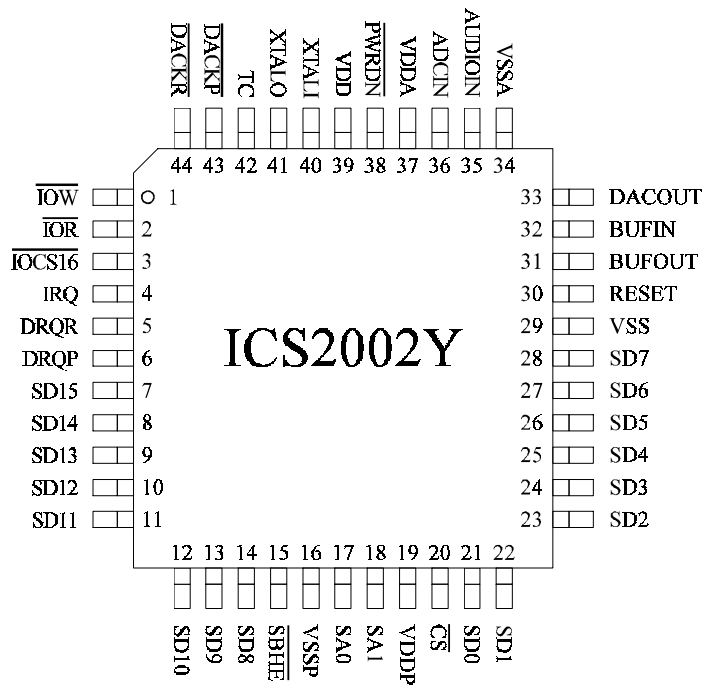 DACKR
DACKP
TC
XTALO
XTALI
VDD
PWRDN
VDDA
ADCIN
AUDIOIN
VSSA
44 43 42 41 40 39 38 37 36 35 34
IOW 1 33 DACOUT
IOR 2 32 BUFIN
IOCS16 3 31 BUFOUT
IRQ 4 30 RESET
DRQR 5 29 VSS
DRQP 6 28 SD7
ICS2002Y
SD15 7 27 SD6
SD14 8 26 SD5
SD13 9 25 SD4
SD12 10 24 SD3
SD11 11 23 SD2
12 13 14 15 16 17 18 19 20 21 22
SD10
SD9
SD8
SBHE
VSSP
SA0
SA1
VDDP
CS
SD0
SD1